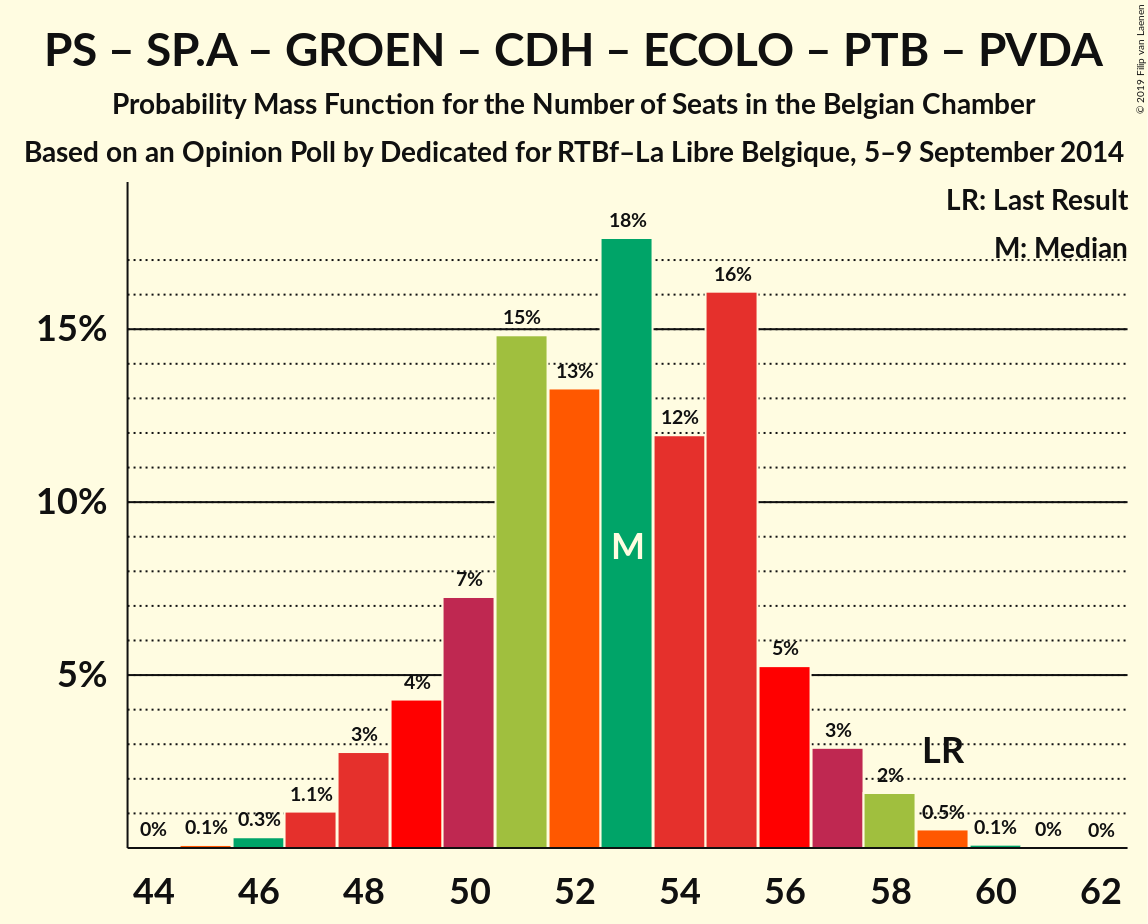 PS – SP.A – GROEN – CDH – ECOLO – PTB – PVDA
Probability Mass Function for the Number of Seats in the Belgian Chamber
Based on an Opinion Poll by Dedicated for RTBf–La Libre Belgique, 5–9 September 2014
© 2019 Filip van Laenen
LR: Last Result
M: Median
15%
10%
5%
0%
0.1%
0.3%
1.1%
3%
4%
7%
15%
13%
18%
12%
16%
5%
3%
2%
0.5%
0.1%
0%
0%
M
LR
44 46 48 50 52 54 56 58 60 62